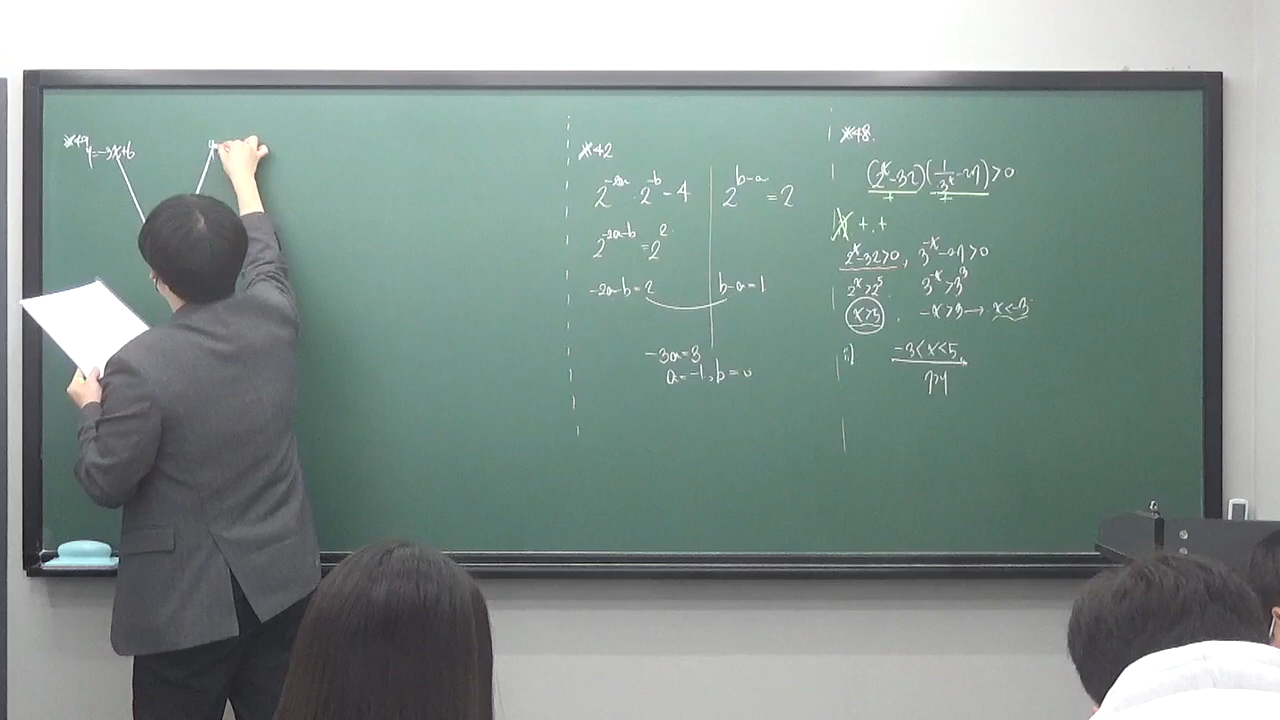 ※49
y=-3x+6
y
※42
2^{-2a} · 2^{-b} = 4
2^{-2a-b} = 2^2
-2a-b=2
2^{b-a} = 2
b-a=1
-3a=3
a=-1, b=0
※48.
(2^x-32)(1/3^x-27)>0
+ +
i) +.+
2^x-32>0, 3^{-x}-27>0
2^x>2^5. 3^{-x}>3^3
x>5, -x>3→ x<-3
ii) -3<x<5